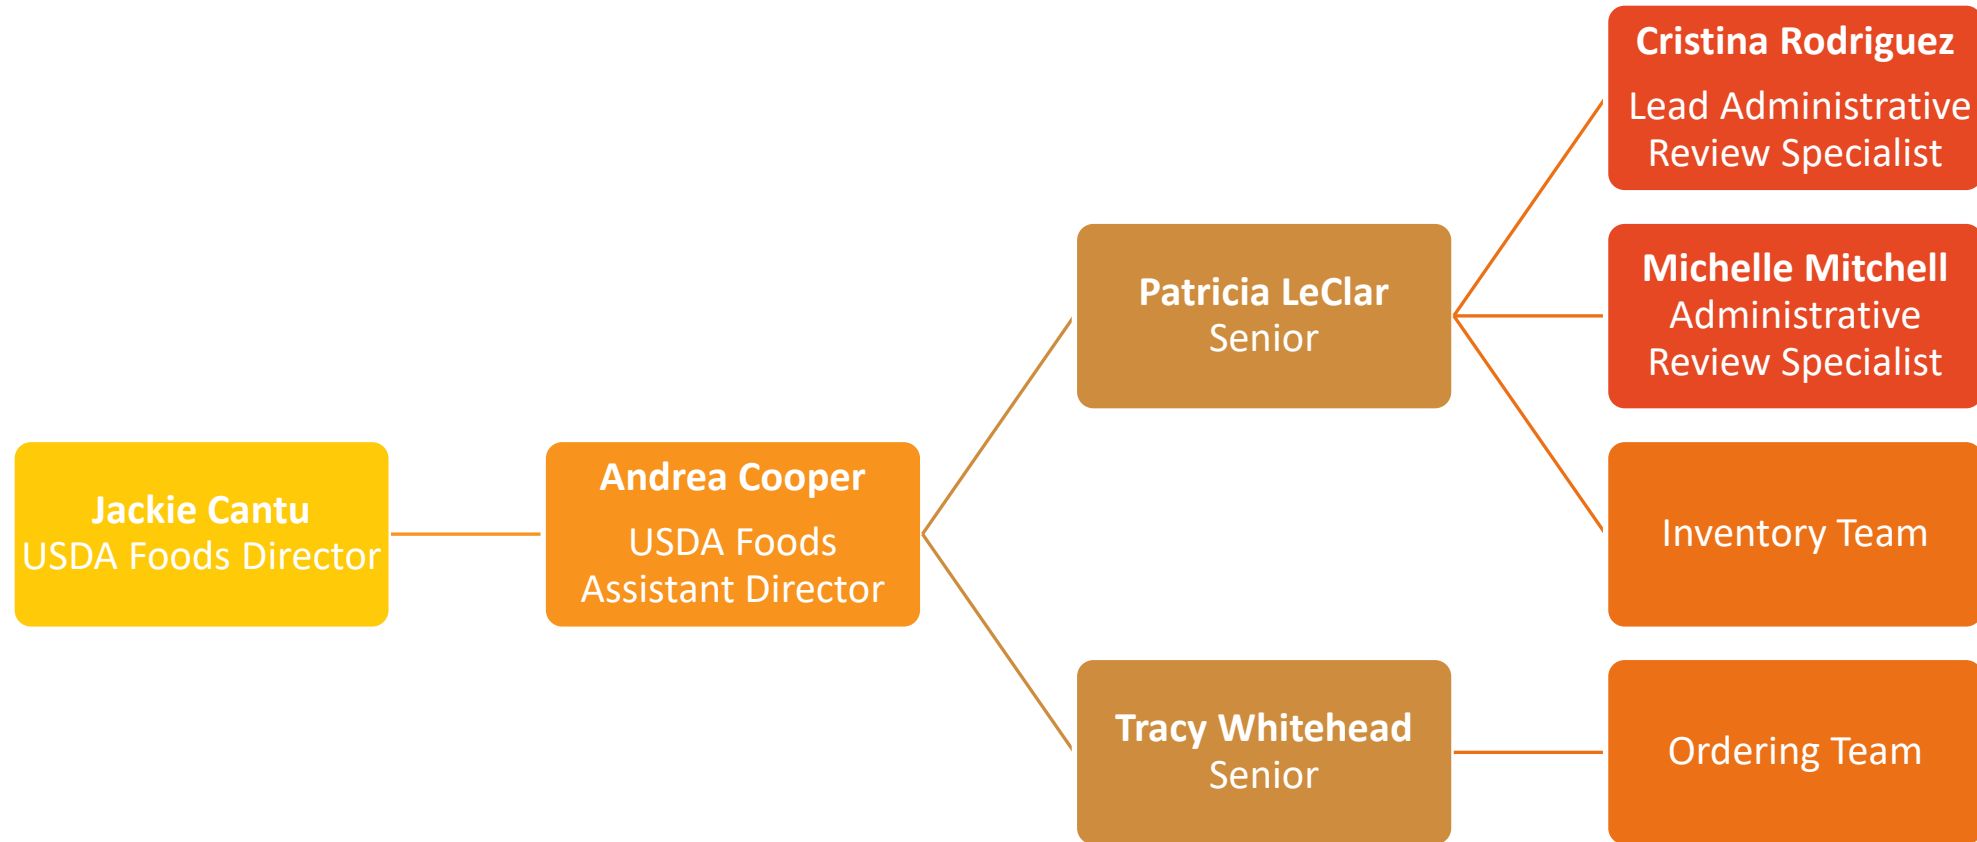 Jackie Cantu
USDA Foods Director
Andrea Cooper
USDA Foods
Assistant Director
Patricia LeClar
Senior
Tracy Whitehead
Senior
Cristina Rodriguez
Lead Administrative
Review Specialist
Michelle Mitchell
Administrative
Review Specialist
Inventory Team
Ordering Team